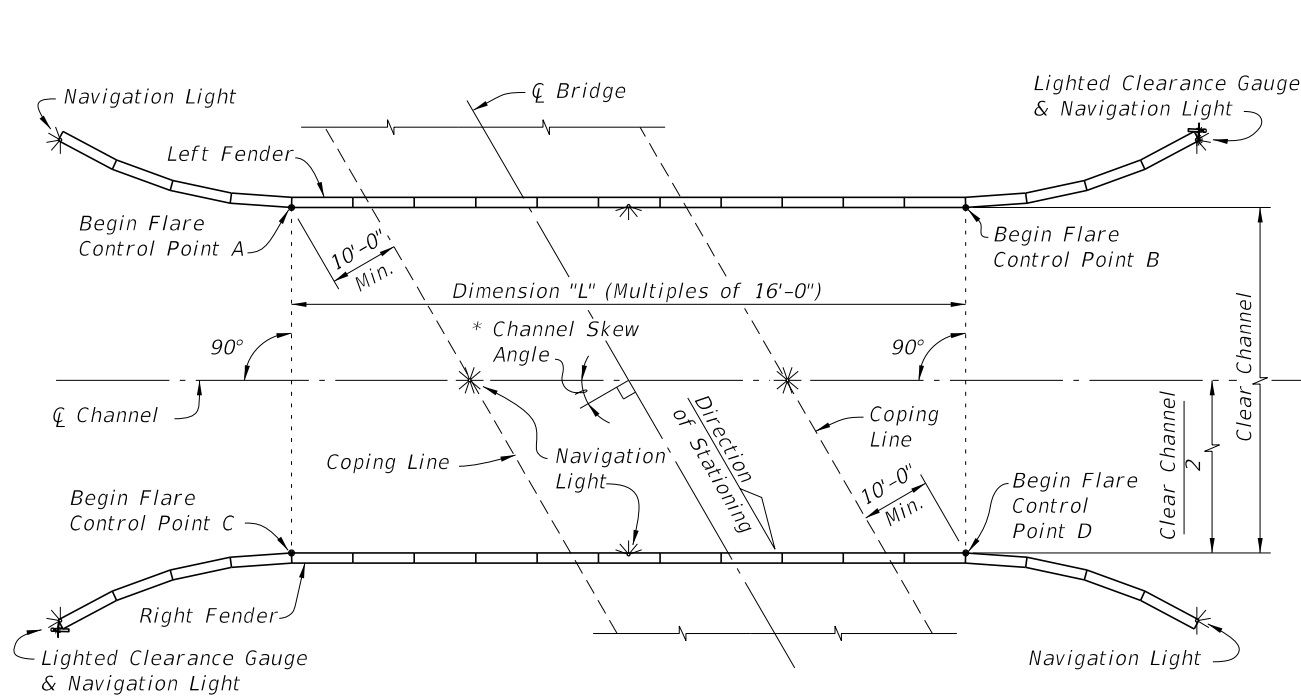 ℄ Bridge
Lighted Clearance Gauge
& Navigation Light
Navigation Light
Left Fender
Begin Flare
Control Point A
Begin Flare
Control Point B
10'-0"
Min.
Dimension "L" (Multiples of 16'-0")
* Channel Skew
Angle
90°
90°
℄ Channel
Clear Channel
Clear Channel
2
Direction
of Stationing
Coping
Line
Coping Line
Navigation
Light
10'-0"
Min.
Begin Flare
Control Point C
Begin Flare
Control
Point D
Right Fender
Lighted Clearance Gauge
& Navigation Light
Navigation Light